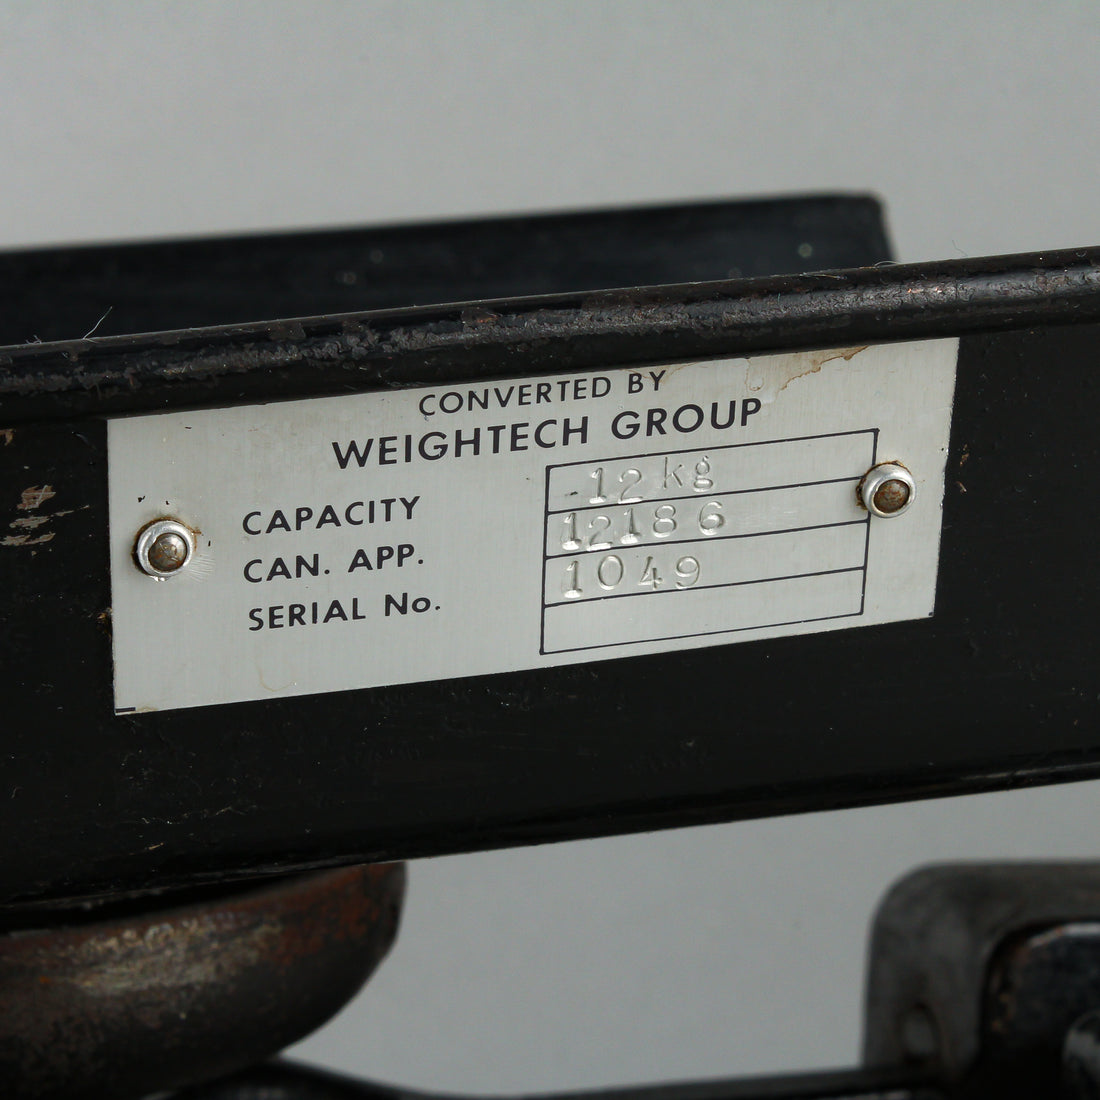 CONVERTED BY
WEIGHTECH GROUP
CAPACITY 12 kg
CAN. APP. 12186
SERIAL No. 1049